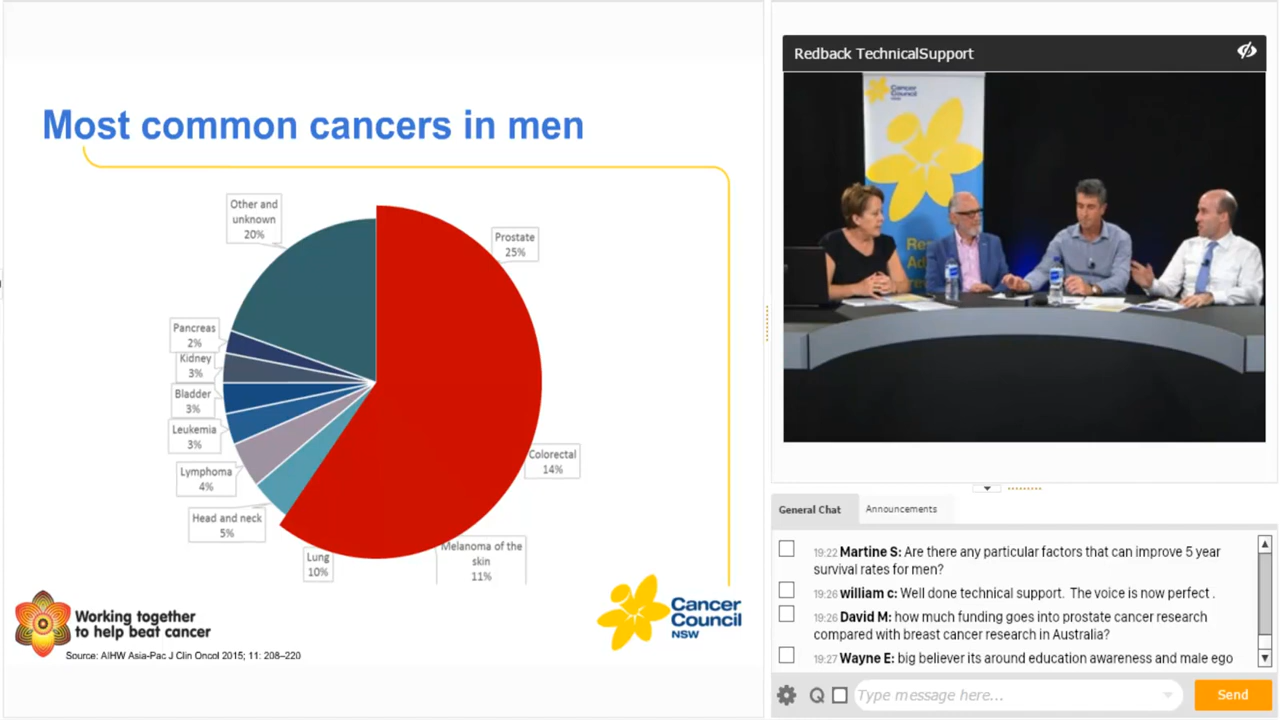 Most common cancers in men
Other and
unknown
20%
Prostate
25%
Pancreas
2%
Kidney
3%
Bladder
3%
Leukemia
3%
Lymphoma
4%
Head and neck
5%
Lung
10%
Melanoma of the
skin
11%
Colorectal
14%
Working together
to help beat cancer
Cancer
Council
NSW
Source: AIHW Asia-Pac J Clin Oncol 2015; 11: 208–220
Redback TechnicalSupport
Cancer
Council
General Chat
Announcements
19:22 Martine S: Are there any particular factors that can improve 5 year
survival rates for men?
19:26 william c: Well done technical support. The voice is now perfect .
19:26 David M: how much funding goes into prostate cancer research
compared with breast cancer research in Australia?
19:27 Wayne E: big believer its around education awareness and male ego
Q
Type message here...
Send